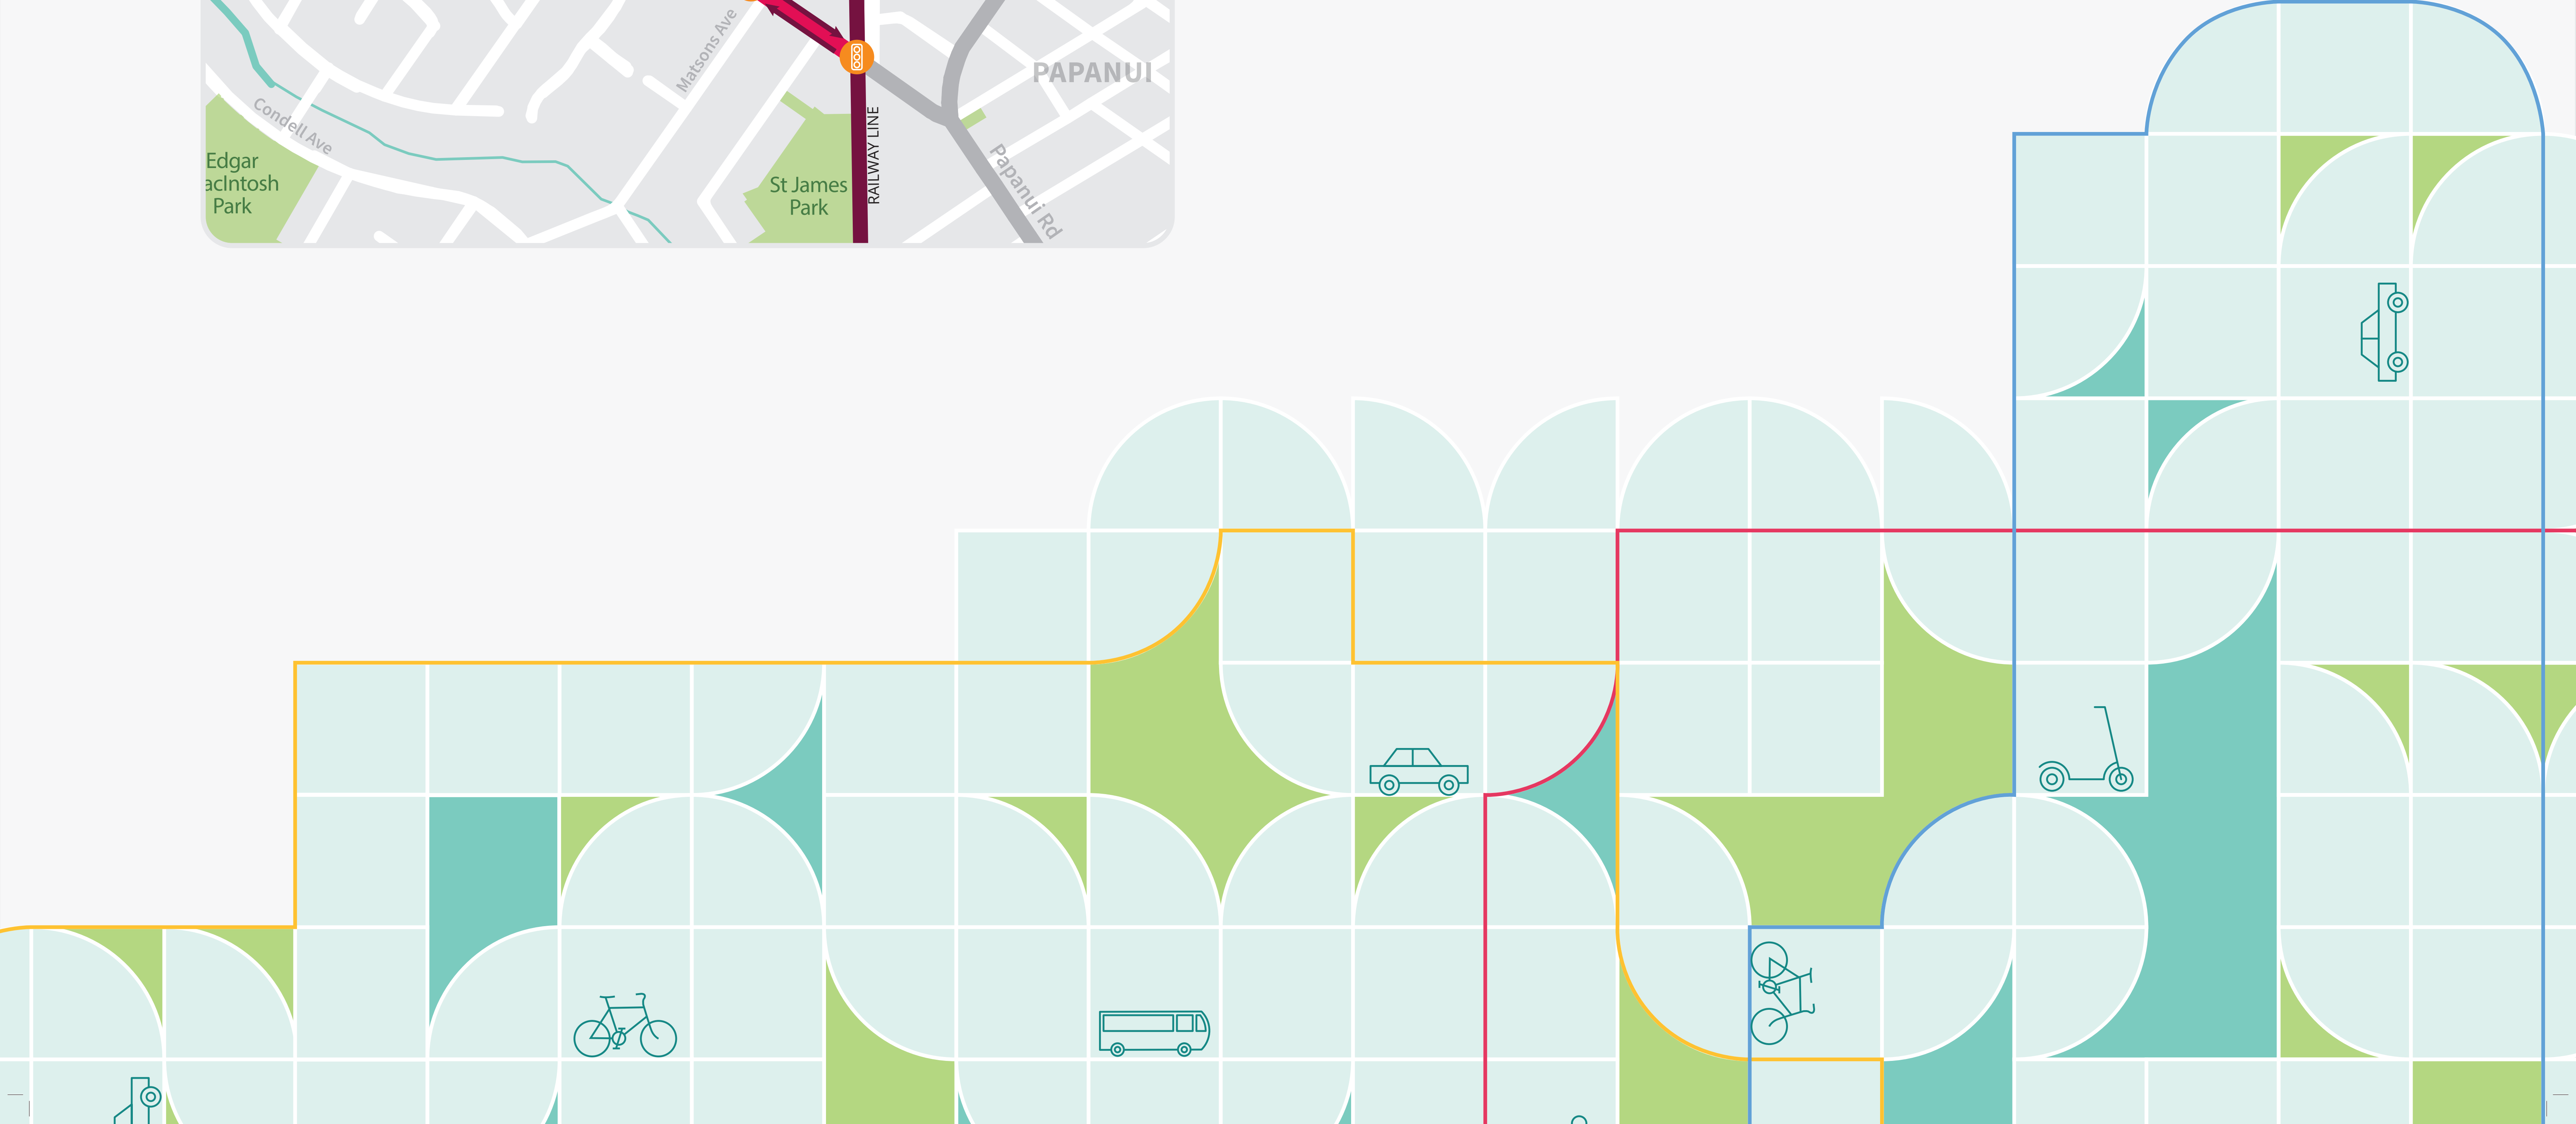 Matsons Ave
PAPANUI
Condell Ave
RAILWAY LINE
Edgar
acIntosh
Park
St James
Park
Papanui Rd